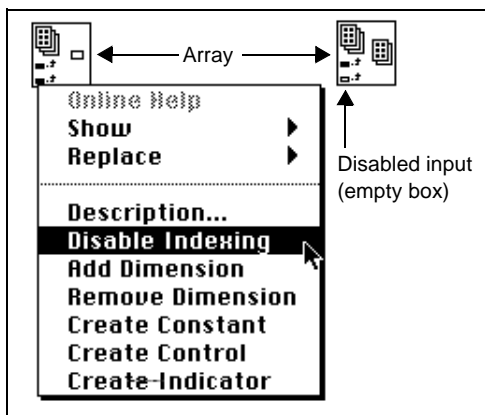 Array
Online Help
Show
Replace
Disabled input
(empty box)
Description...
Disable Indexing
Add Dimension
Remove Dimension
Create Constant
Create Control
Create Indicator